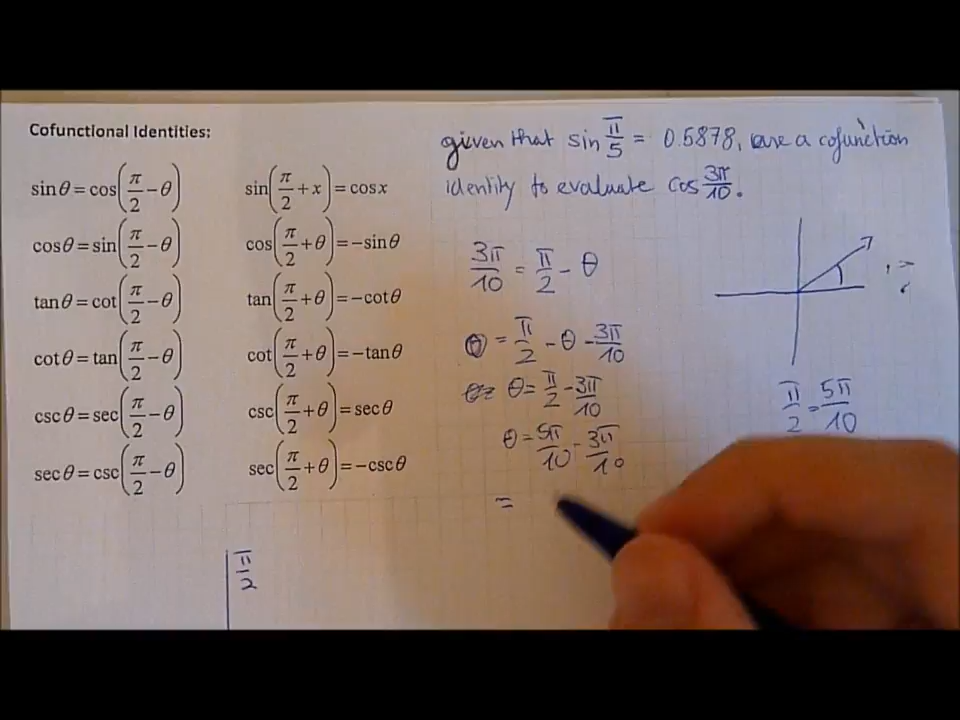 Cofunctional Identities:
sinθ = cos(π/2 − θ)
sin(π/2 + x) = cosx
cosθ = sin(π/2 − θ)
cos(π/2 + θ) = −sinθ
tanθ = cot(π/2 − θ)
tan(π/2 + θ) = −cotθ
cotθ = tan(π/2 − θ)
cot(π/2 + θ) = −tanθ
cscθ = sec(π/2 − θ)
csc(π/2 + θ) = secθ
secθ = csc(π/2 − θ)
sec(π/2 + θ) = −cscθ
π/2
given that sin π/5 = 0.5878, a cofunction
identity to evaluate cos 3π/10.
3π/10 = π/2 − θ
θ = π/2 − θ − 3π/10
θ = π/2 − 3π/10
θ = 5π/10 − 3π/10
=
π/2 = 5π/10